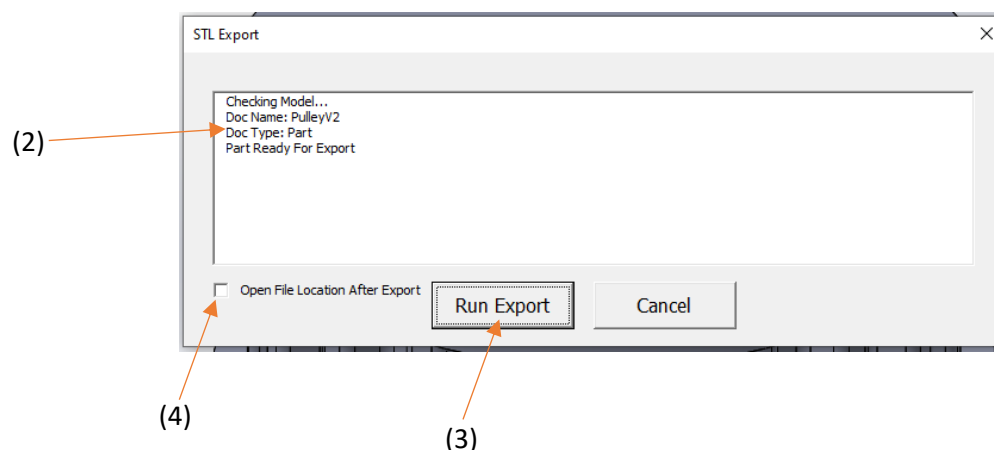 STL Export
Checking Model...
Doc Name: PulleyV2
(2)
Doc Type: Part
Part Ready For Export
Open File Location After Export
Run Export
Cancel
(4)
(3)